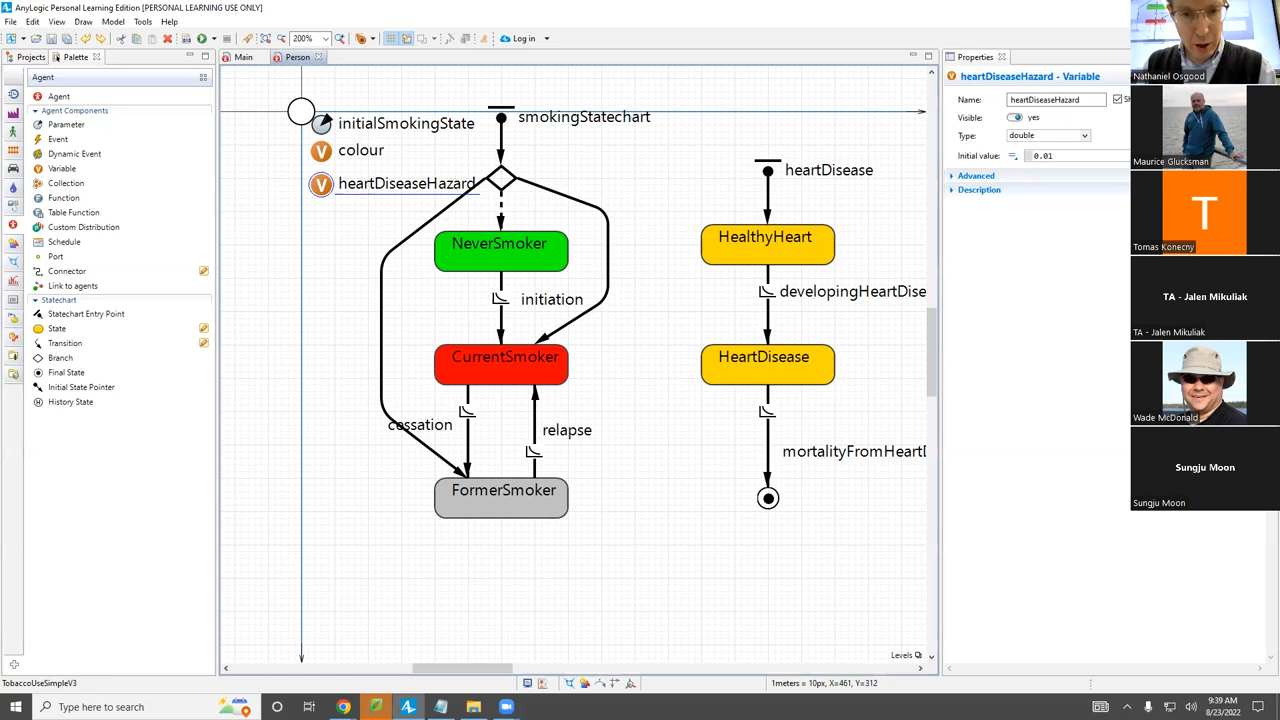 AnyLogic Personal Learning Edition [PERSONAL LEARNING USE ONLY]
File Edit View Draw Model Tools Help
200% Log in
Projects Palette Main Person Properties
Agent
Agent
Agent Components
Parameter
Event
Dynamic Event
Variable
Collection
Function
Table Function
Custom Distribution
Schedule
Port
Connector
Link to agents
Statechart
Statechart Entry Point
State
Transition
Branch
Final State
Initial State Pointer
History State
initialSmokingState
colour
heartDiseaseHazard
smokingStatechart
NeverSmoker
initiation
CurrentSmoker
cessation
relapse
FormerSmoker
heartDisease
HealthyHeart
developingHeartDise
HeartDisease
mortalityFromHeartD
Levels
heartDiseaseHazard - Variable
Name: heartDiseaseHazard
Visible: yes
Type: double
Initial value: 0.01
Advanced
Description
Nathaniel Osgood
Maurice Glucksman
T
Tomas Konecny
TA - Jalen Mikuliak
TA - Jalen Mikuliak
Wade McDonald
Sungju Moon
Sungju Moon
TobaccoUseSimpleV3
1meters = 10px, X=461, Y=312
Type here to search
9:39 AM
8/23/2022